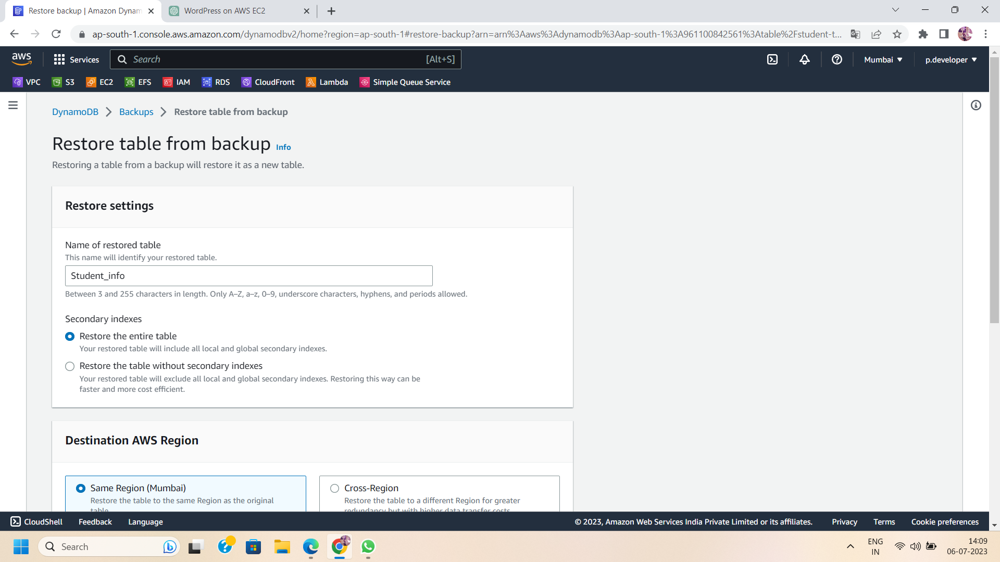 Restore backup | Amazon Dynam
WordPress on AWS EC2
ap-south-1.console.aws.amazon.com/dynamodbv2/home?region=ap-south-1#restore-backup?arn=arn%3Aaws%3Adynamodb%3Aap-south-1%3A961100842561%3Atable%2Fstudent-t...
aws
Services
Search
[Alt+S]
Mumbai
p.developer
VPC
S3
EC2
EFS
IAM
RDS
CloudFront
Lambda
Simple Queue Service
DynamoDB
Backups
Restore table from backup
Restore table from backup Info
Restoring a table from a backup will restore it as a new table.
Restore settings
Name of restored table
This name will identify your restored table.
Student_info
Between 3 and 255 characters in length. Only A–Z, a–z, 0–9, underscore characters, hyphens, and periods allowed.
Secondary indexes
Restore the entire table
Your restored table will include all local and global secondary indexes.
Restore the table without secondary indexes
Your restored table will exclude all local and global secondary indexes. Restoring this way can be
faster and more cost efficient.
Destination AWS Region
Same Region (Mumbai)
Restore the table to the same Region as the original
table.
Cross-Region
Restore the table to a different Region for greater
redundancy but with higher data transfer costs.
CloudShell
Feedback
Language
© 2023, Amazon Web Services India Private Limited or its affiliates.
Privacy
Terms
Cookie preferences
Search
ENG
IN
14:09
06-07-2023